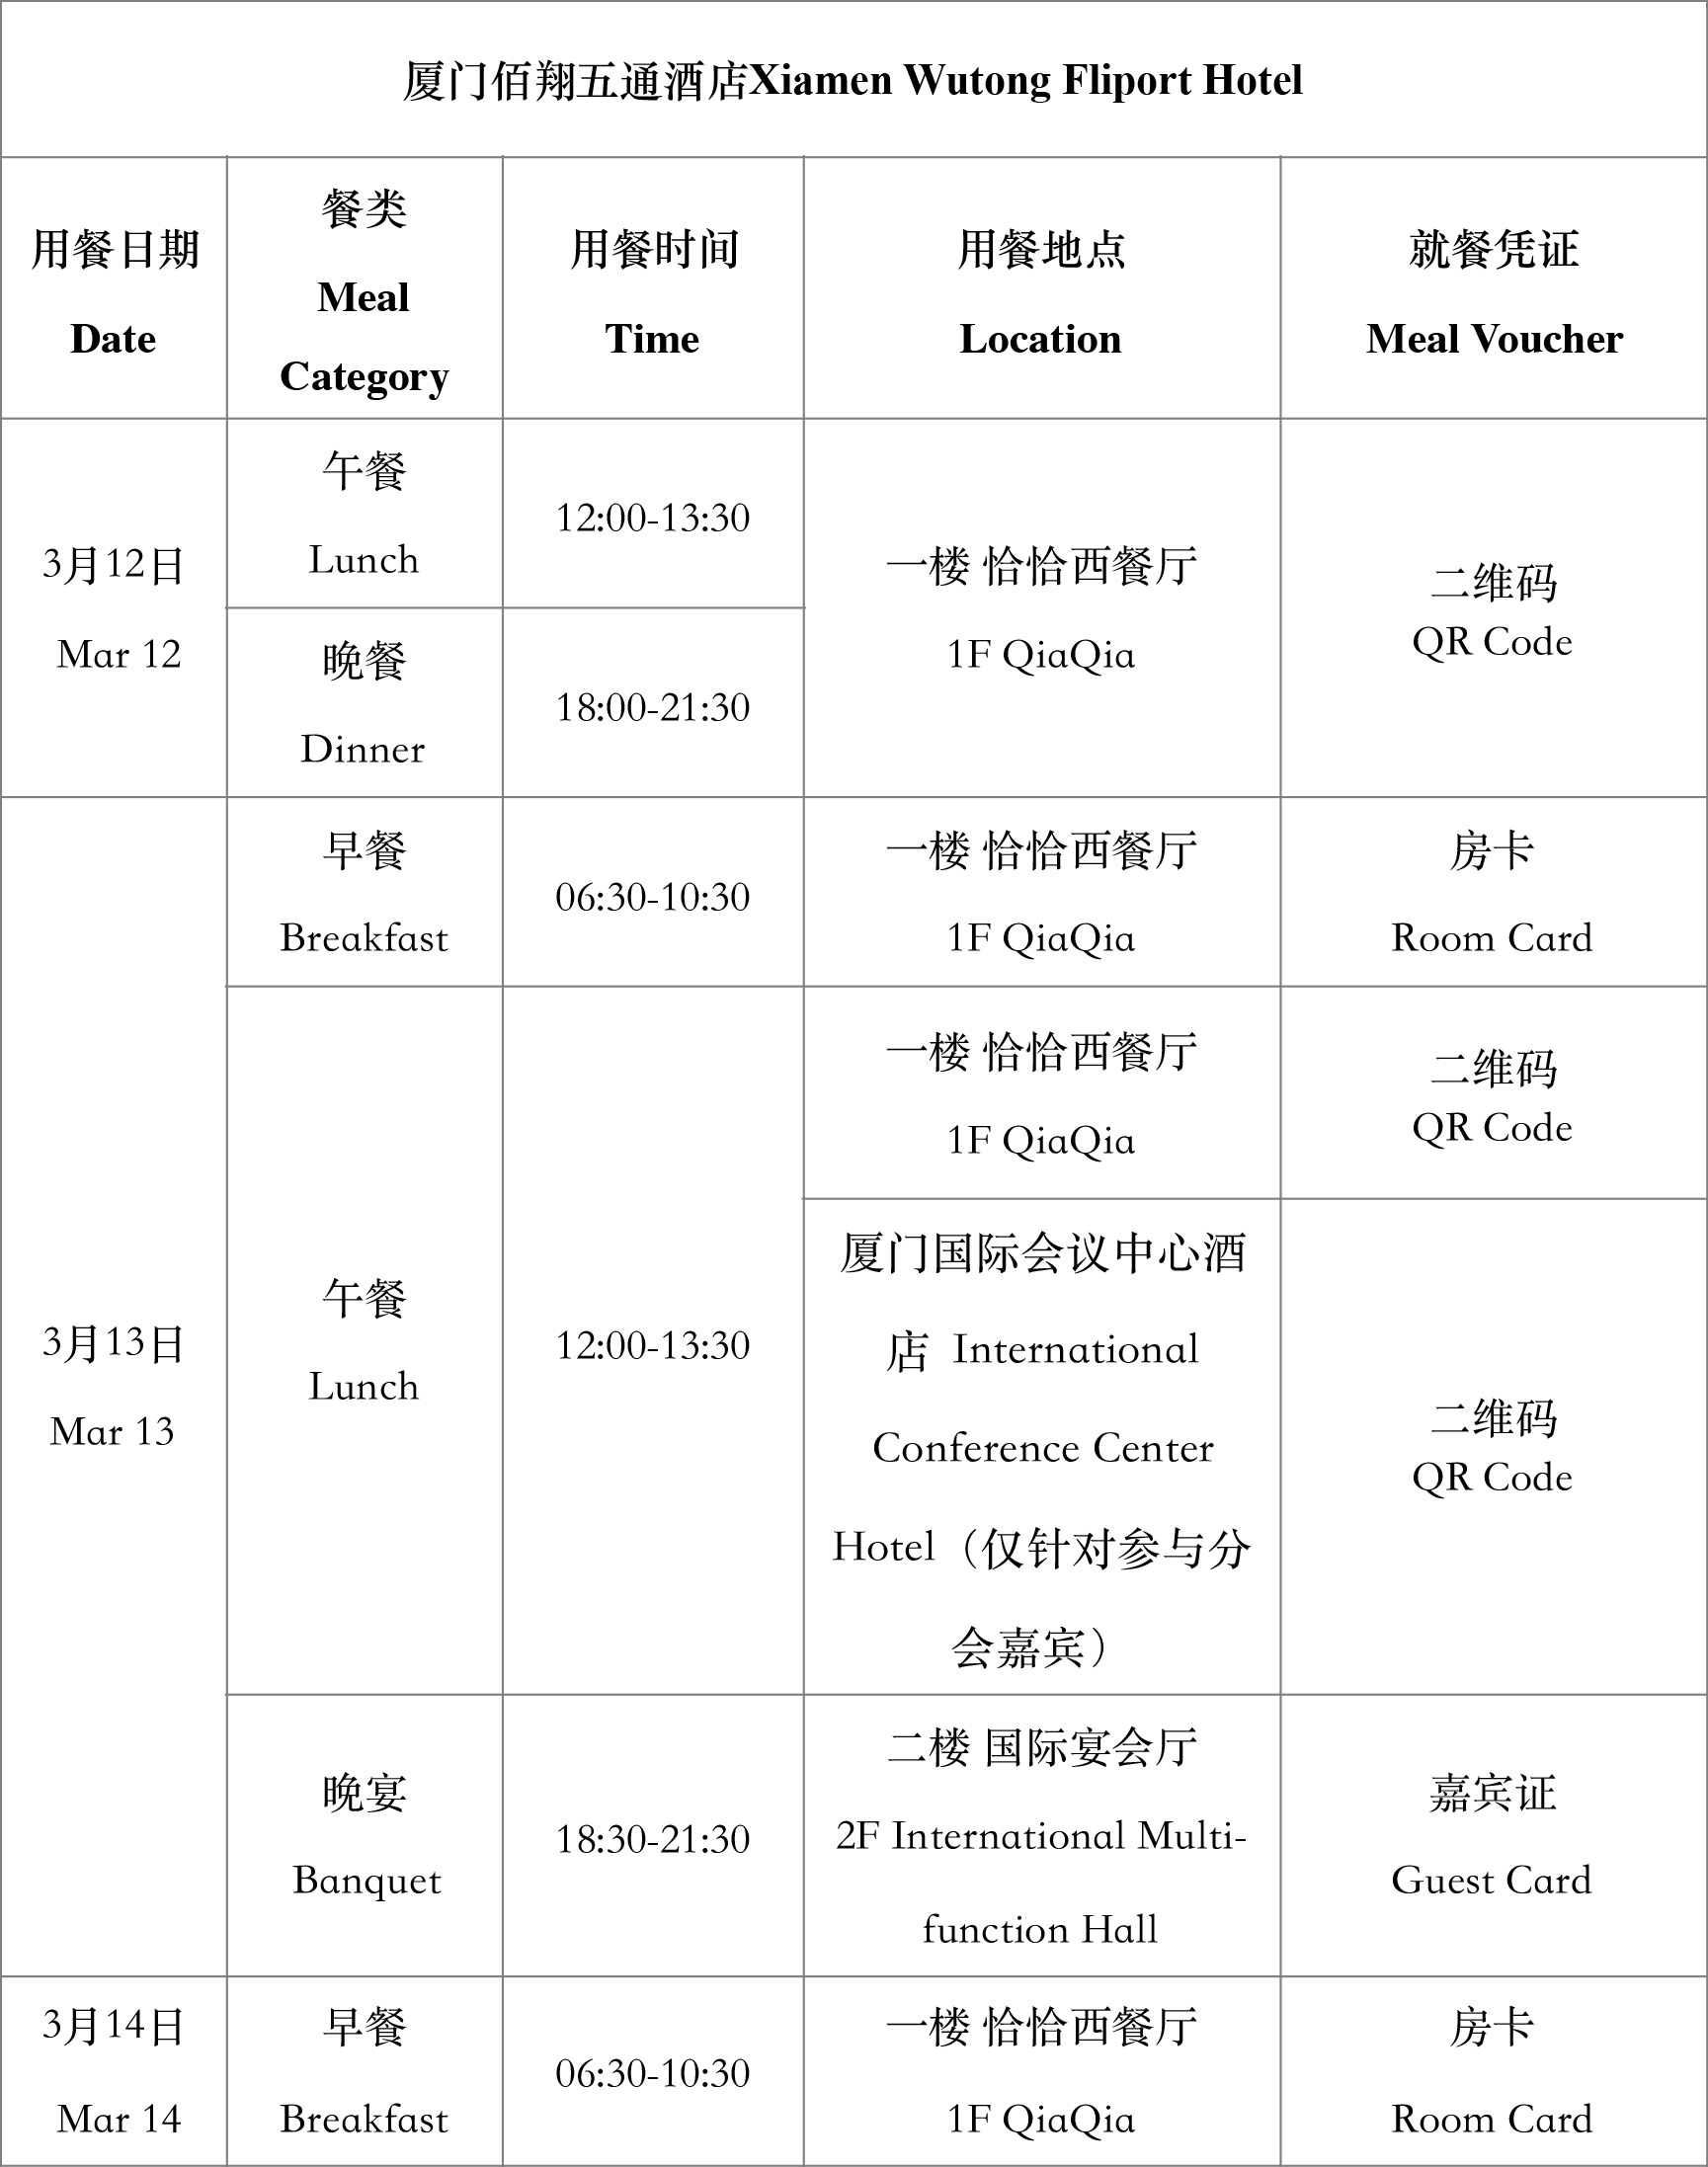 厦门佰翔五通酒店Xiamen Wutong Fliport Hotel
用餐日期
Date
餐类
Meal
Category
用餐时间
Time
用餐地点
Location
就餐凭证
Meal Voucher
3月12日
Mar 12
午餐
Lunch
12:00-13:30
一楼 恰恰西餐厅
1F QiaQia
二维码
QR Code
晚餐
Dinner
18:00-21:30
3月13日
Mar 13
早餐
Breakfast
06:30-10:30
一楼 恰恰西餐厅
1F QiaQia
房卡
Room Card
午餐
Lunch
12:00-13:30
一楼 恰恰西餐厅
1F QiaQia
二维码
QR Code
厦门国际会议中心酒
店 International
Conference Center
Hotel（仅针对参与分
会嘉宾）
二维码
QR Code
晚宴
Banquet
18:30-21:30
二楼 国际宴会厅
2F International Multi-
function Hall
嘉宾证
Guest Card
3月14日
Mar 14
早餐
Breakfast
06:30-10:30
一楼 恰恰西餐厅
1F QiaQia
房卡
Room Card